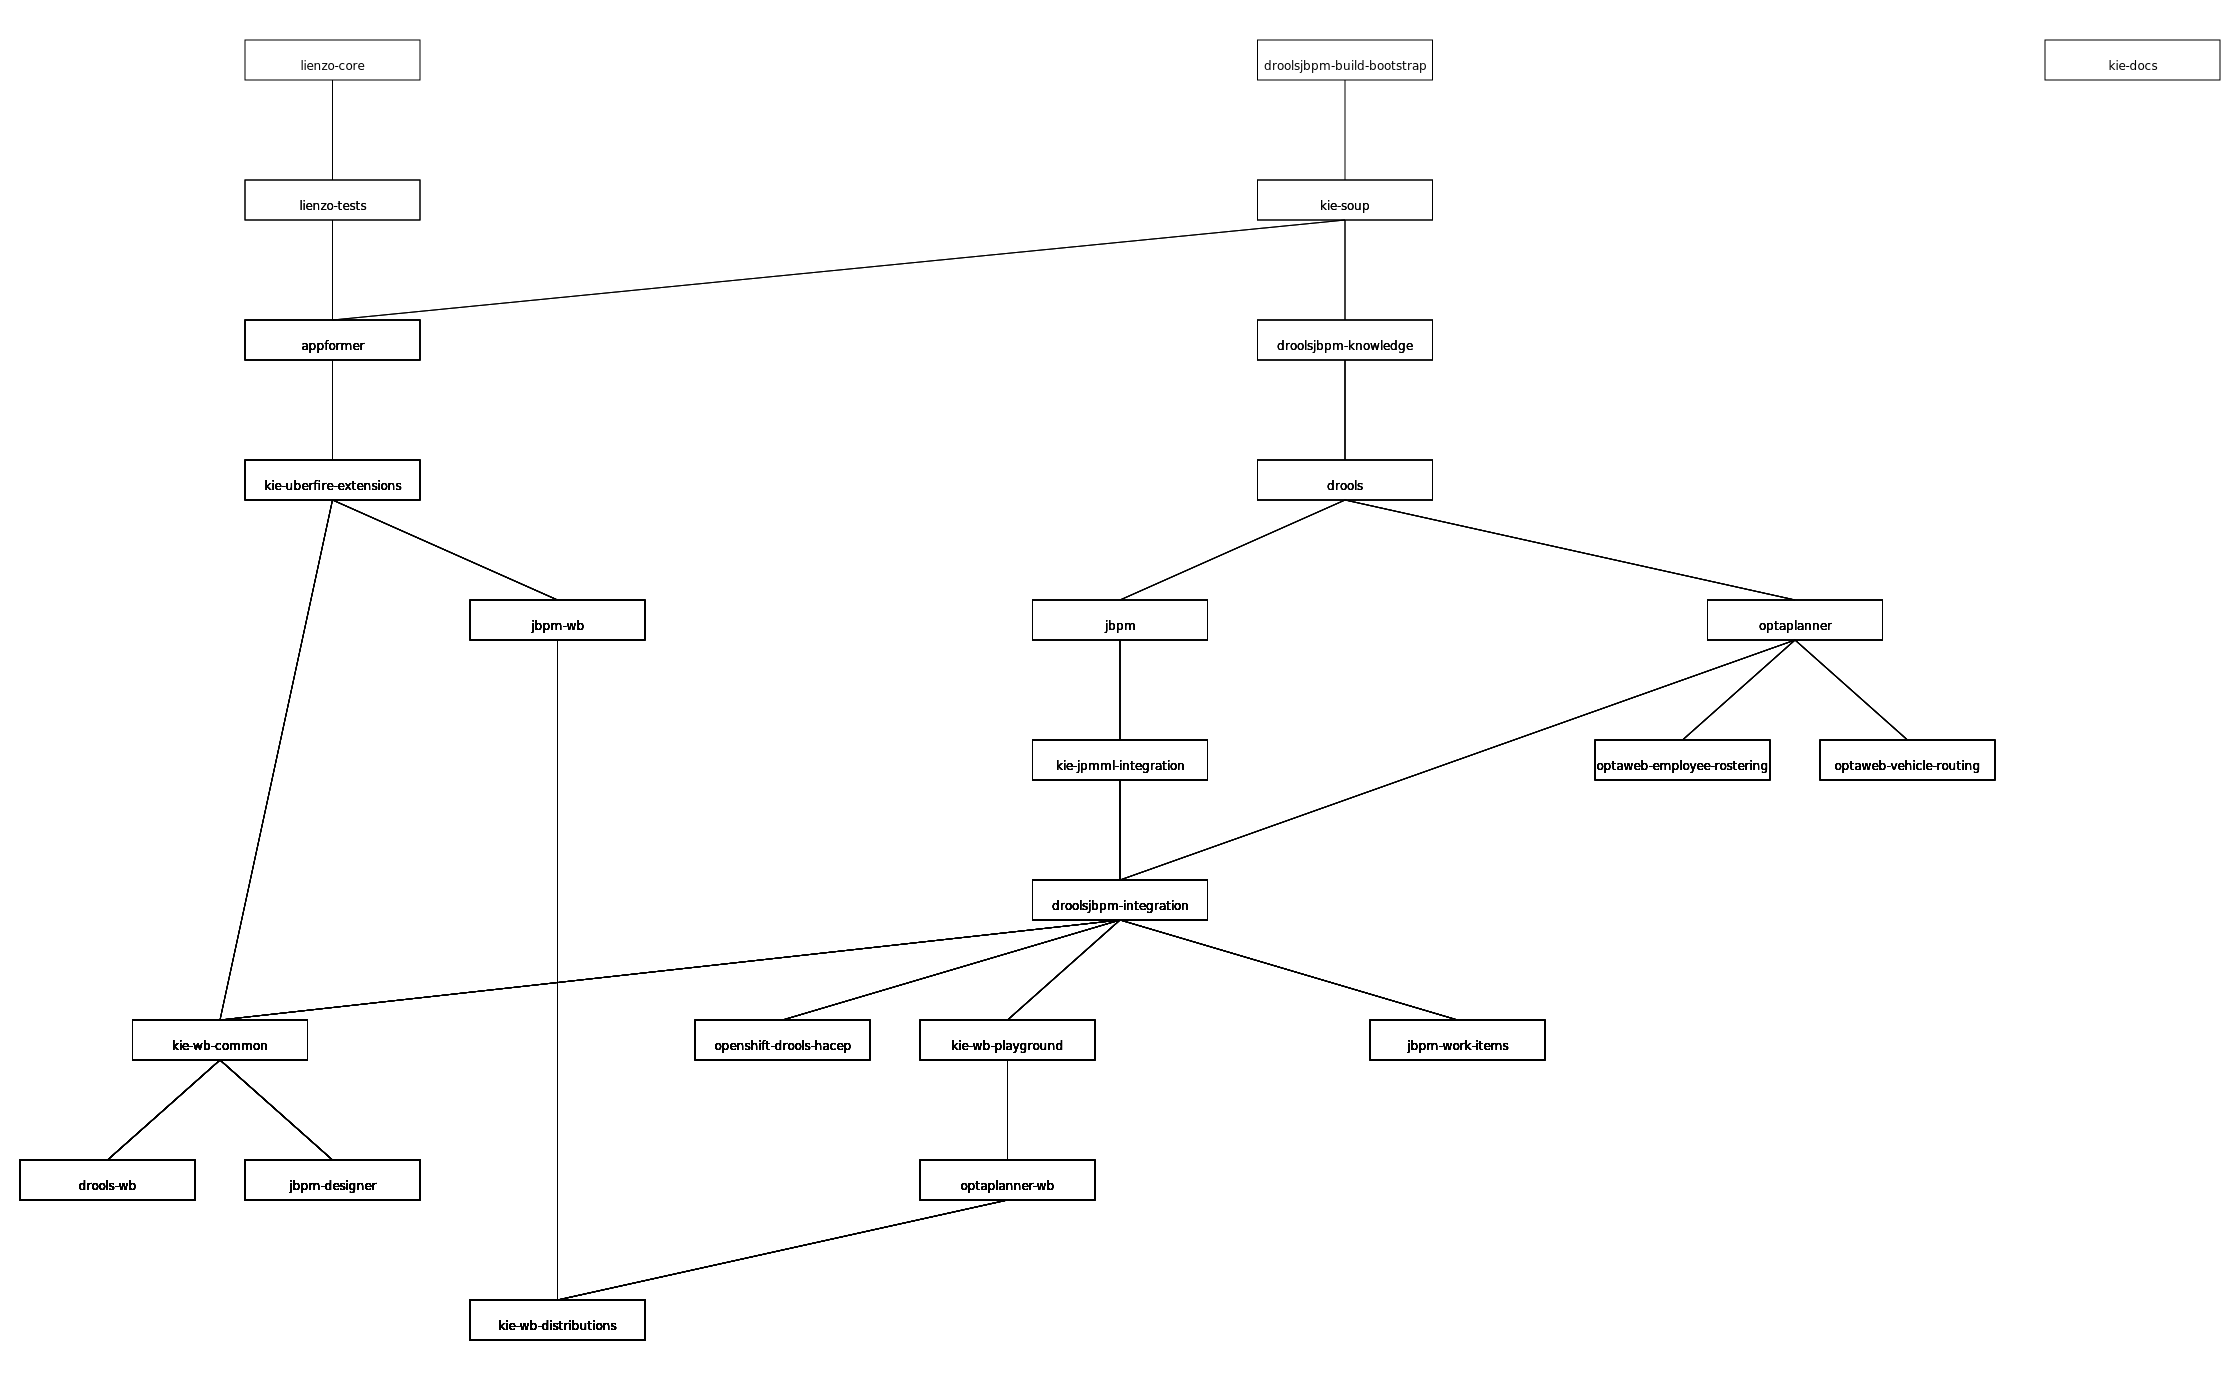 lienzo-core
droolsjbpm-build-bootstrap
kie-docs
lienzo-tests
kie-soup
appformer
droolsjbpm-knowledge
kie-uberfire-extensions
drools
jbpm-wb
jbpm
optaplanner
kie-jpmml-integration
optaweb-employee-rostering
optaweb-vehicle-routing
droolsjbpm-integration
kie-wb-common
openshift-drools-hacep
kie-wb-playground
jbpm-work-items
drools-wb
jbpm-designer
optaplanner-wb
kie-wb-distributions